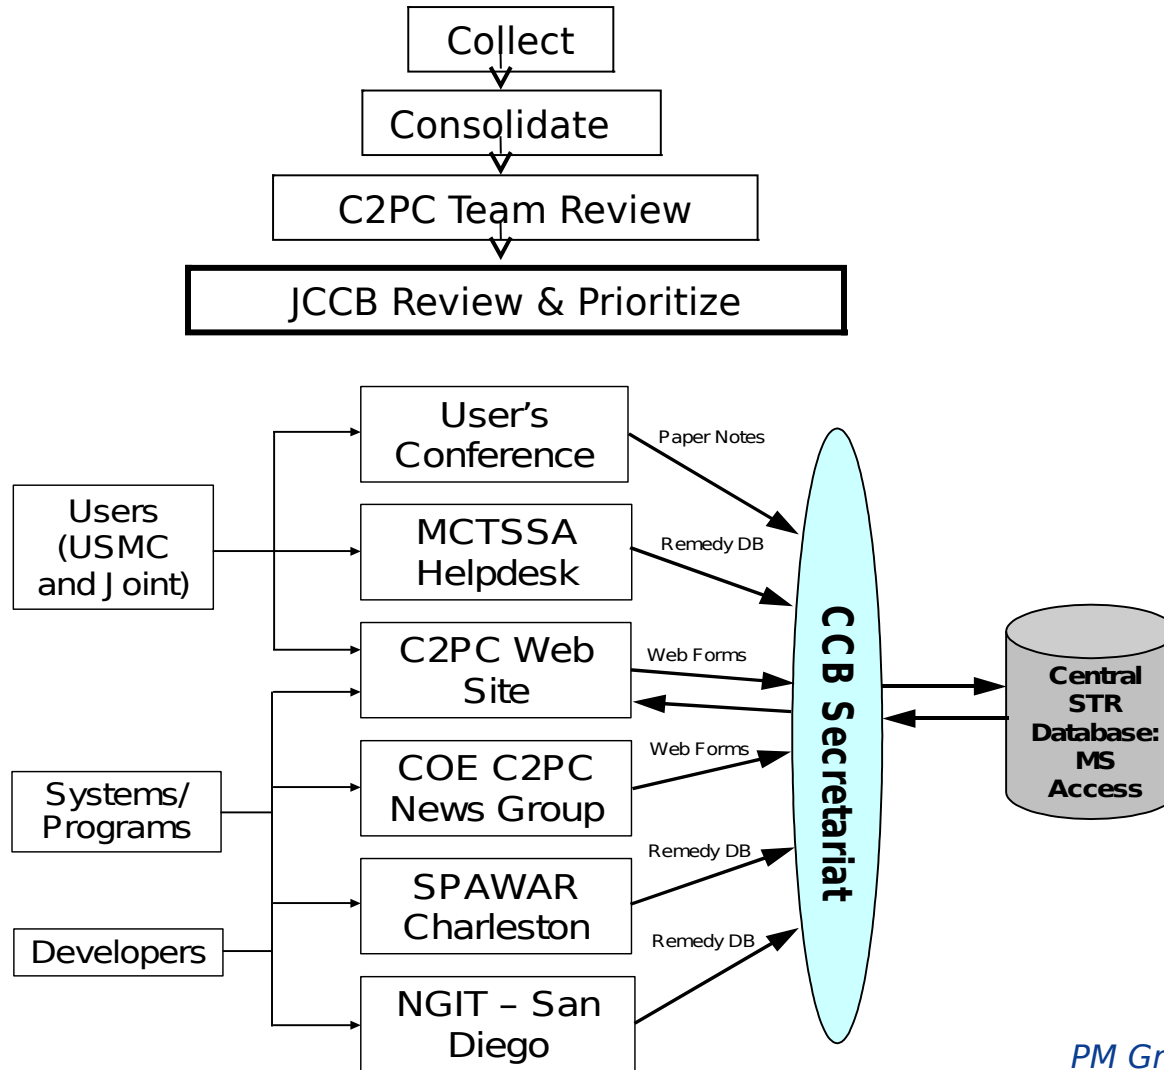 Collect
Consolidate
C2PC Team Review
JCCB Review & Prioritize
Users
(USMC
and Joint)
Systems/
Programs
Developers
User’s
Conference
MCTSSA
Helpdesk
C2PC Web
Site
COE C2PC
News Group
SPAWAR
Charleston
NGIT – San
Diego
Paper Notes
Remedy DB
Web Forms
Web Forms
Remedy DB
Remedy DB
CCB Secretariat
Central
STR
Database:
MS
Access
PM Gr